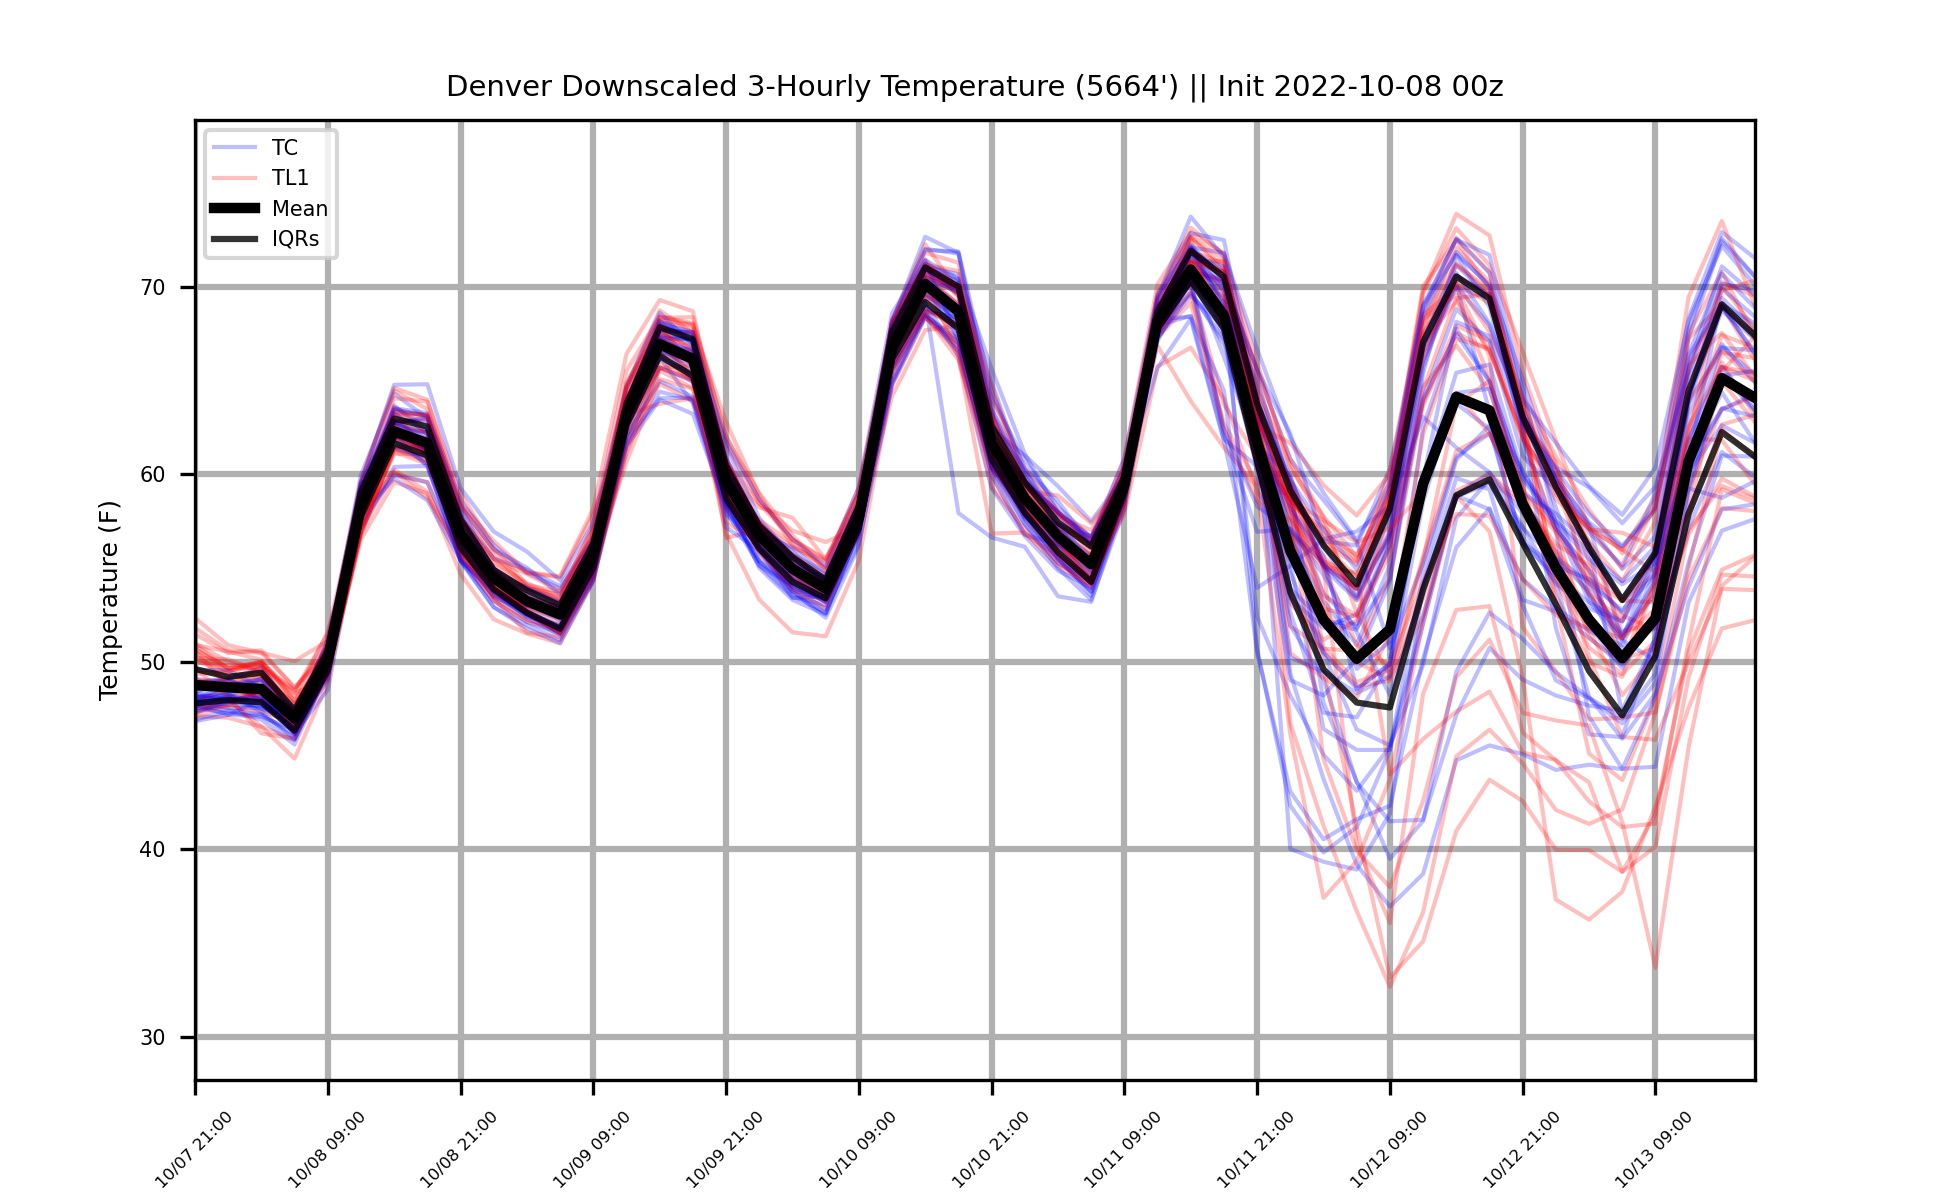 Denver Downscaled 3-Hourly Temperature (5664') || Init 2022-10-08 00z
TC
TL1
Mean
IQRs
Temperature (F)
70
60
50
40
30
10/07 21:00
10/08 09:00
10/08 21:00
10/09 09:00
10/09 21:00
10/10 09:00
10/10 21:00
10/11 09:00
10/11 21:00
10/12 09:00
10/12 21:00
10/13 09:00